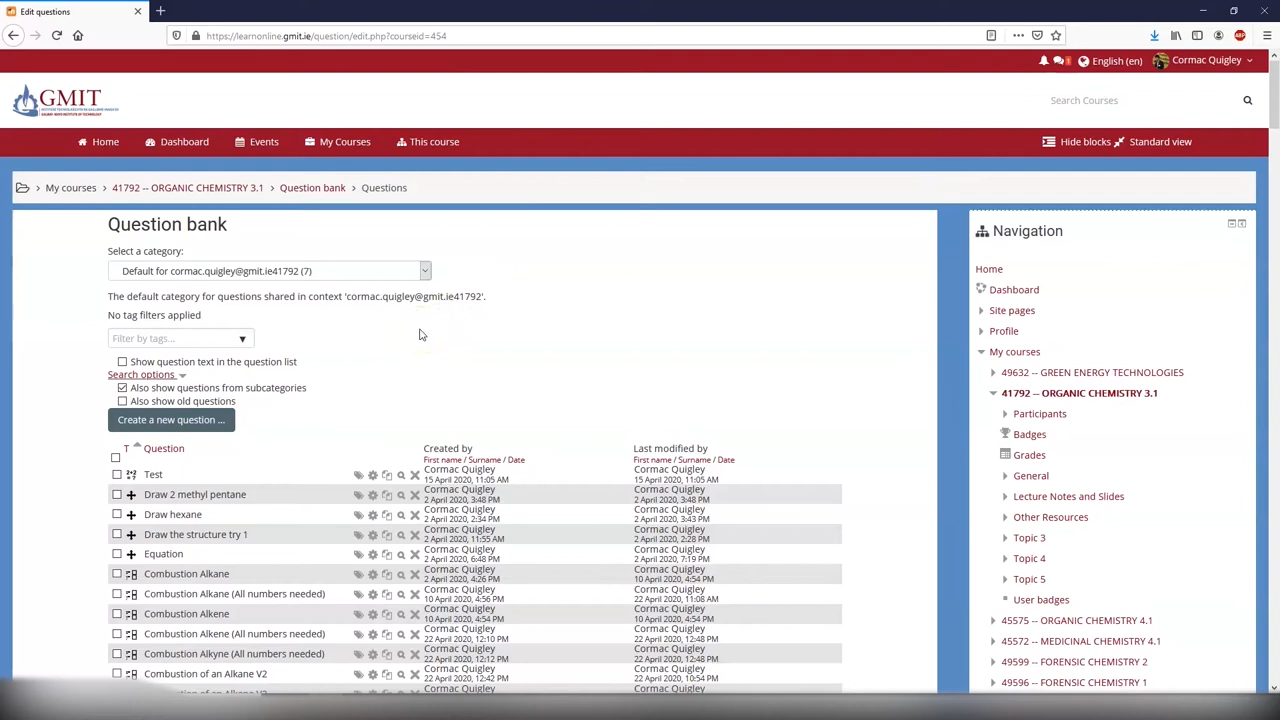 Edit questions
https://learnonline.gmit.ie/question/edit.php?courseid=454
English (en)
Cormac Quigley
GMIT
Search Courses
Home
Dashboard
Events
My Courses
This course
Hide blocks
Standard view
My courses
41792 -- ORGANIC CHEMISTRY 3.1
Question bank
Questions
Question bank
Select a category:
Default for cormac.quigley@gmit.ie41792 (7)
The default category for questions shared in context 'cormac.quigley@gmit.ie41792'.
No tag filters applied
Filter by tags...
Show question text in the question list
Search options
Also show questions from subcategories
Also show old questions
Create a new question ...
T Question Created by Last modified by
First name / Surname / Date First name / Surname / Date
Test Cormac Quigley Cormac Quigley
15 April 2020, 11:05 AM 15 April 2020, 11:05 AM
Draw 2 methyl pentane Cormac Quigley Cormac Quigley
2 April 2020, 3:48 PM 2 April 2020, 3:48 PM
Draw hexane Cormac Quigley Cormac Quigley
2 April 2020, 2:34 PM 2 April 2020, 3:43 PM
Draw the structure try 1 Cormac Quigley Cormac Quigley
2 April 2020, 11:55 AM 2 April 2020, 2:28 PM
Equation Cormac Quigley Cormac Quigley
2 April 2020, 6:48 PM 2 April 2020, 7:19 PM
Combustion Alkane Cormac Quigley Cormac Quigley
2 April 2020, 4:26 PM 10 April 2020, 4:54 PM
Combustion Alkane (All numbers needed) Cormac Quigley Cormac Quigley
10 April 2020, 4:56 PM 22 April 2020, 11:08 AM
Combustion Alkene Cormac Quigley Cormac Quigley
10 April 2020, 4:54 PM 10 April 2020, 4:54 PM
Combustion Alkene (All numbers needed) Cormac Quigley Cormac Quigley
22 April 2020, 12:10 PM 22 April 2020, 12:48 PM
Combustion Alkyne (All numbers needed) Cormac Quigley Cormac Quigley
22 April 2020, 12:12 PM 22 April 2020, 12:48 PM
Combustion of an Alkane V2 Cormac Quigley Cormac Quigley
22 April 2020, 12:42 PM 22 April 2020, 10:54 PM
Cormac Quigley Cormac Quigley
Navigation
Home
Dashboard
Site pages
Profile
My courses
49632 -- GREEN ENERGY TECHNOLOGIES
41792 -- ORGANIC CHEMISTRY 3.1
Participants
Badges
Grades
General
Lecture Notes and Slides
Other Resources
Topic 3
Topic 4
Topic 5
User badges
45575 -- ORGANIC CHEMISTRY 4.1
45572 -- MEDICINAL CHEMISTRY 4.1
49599 -- FORENSIC CHEMISTRY 2
49596 -- FORENSIC CHEMISTRY 1